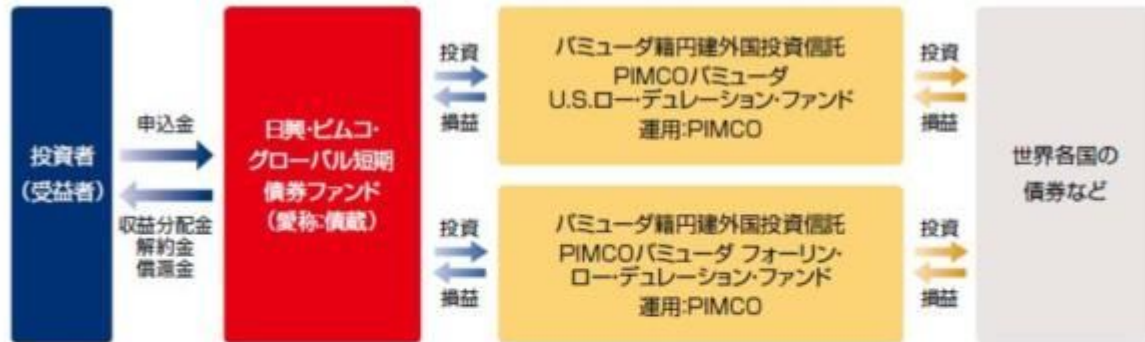 投資者
(受益者)
申込金
収益分配金
解約金
償還金
日興・ピムコ・
グローバル短期
債券ファンド
(愛称:債蔵)
投資
損益
バミューダ籍円建外国投資信託
PIMCOバミューダ
U.S.ロー・デュレーション・ファンド
運用:PIMCO
投資
損益
投資
損益
バミューダ籍円建外国投資信託
PIMCOバミューダ フォーリン・
ロー・デュレーション・ファンド
運用:PIMCO
投資
損益
世界各国の
債券など